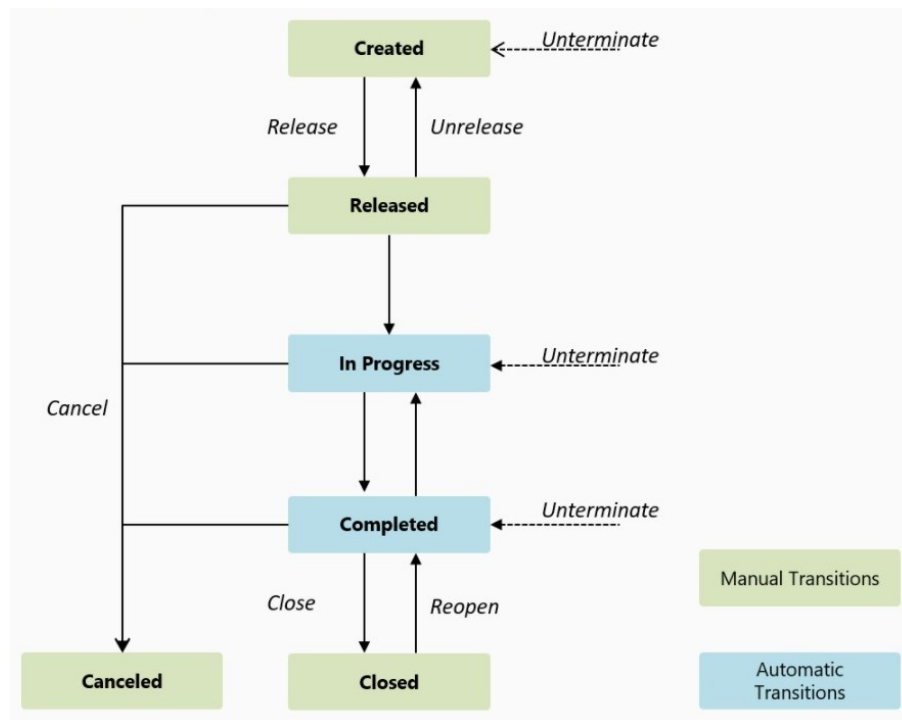 Created
Unterminate
Release
Unrelease
Released
In Progress
Unterminate
Cancel
Completed
Unterminate
Manual Transitions
Close
Reopen
Automatic
Transitions
Canceled
Closed